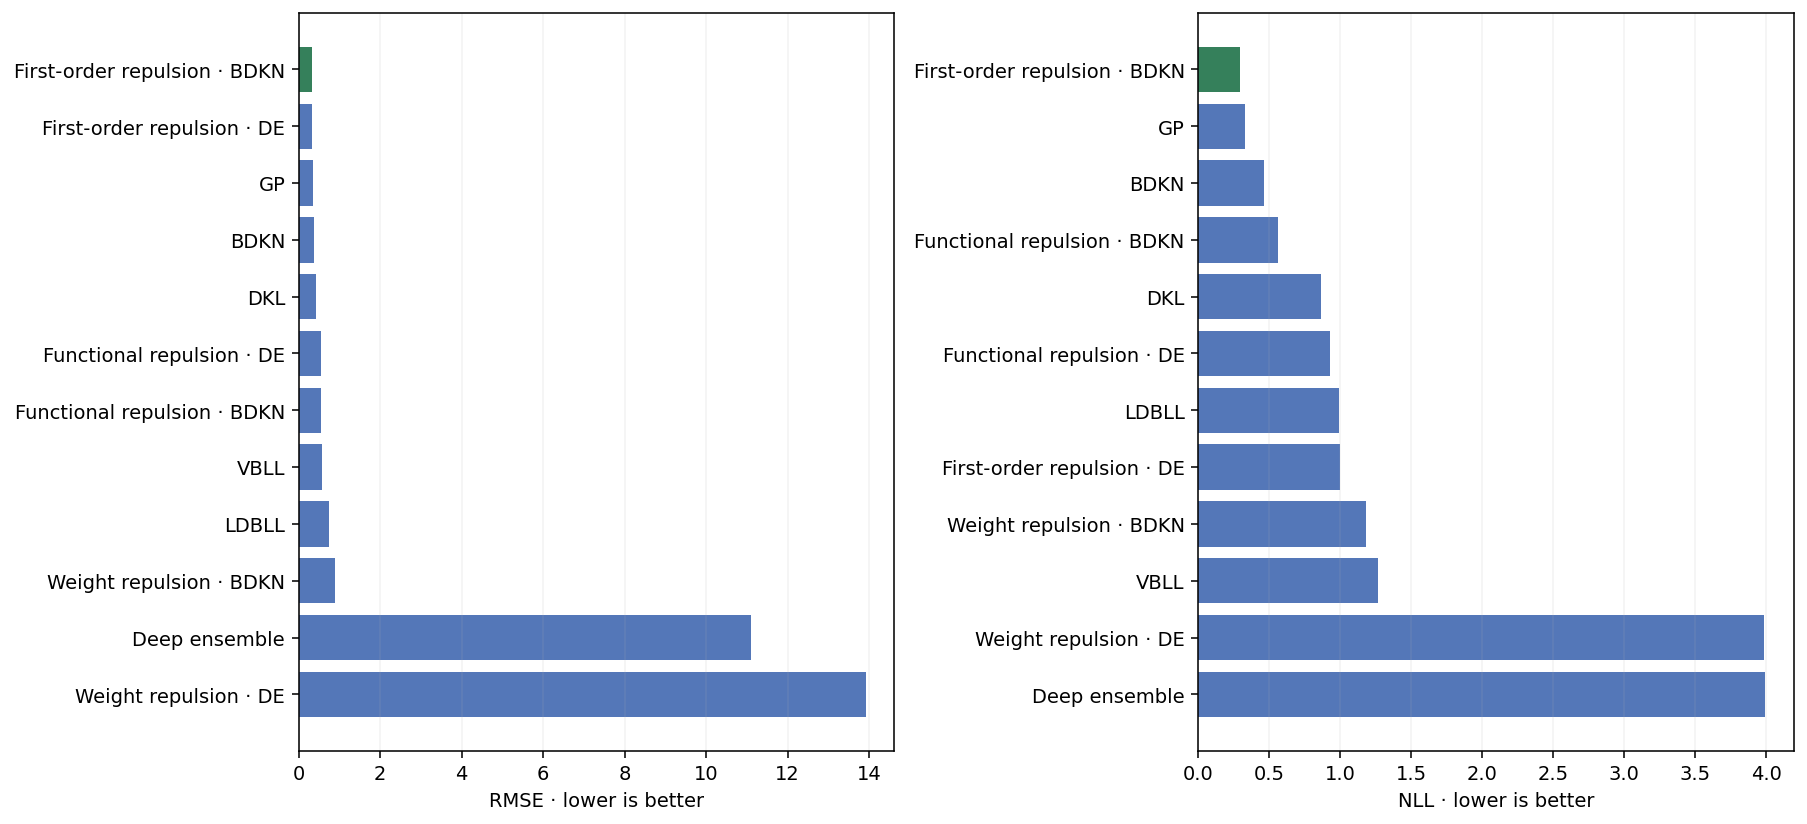 First-order repulsion · BDKN
First-order repulsion · DE
GP
BDKN
DKL
Functional repulsion · DE
Functional repulsion · BDKN
VBLL
LDBLL
Weight repulsion · BDKN
Deep ensemble
Weight repulsion · DE
0 2 4 6 8 10 12 14
RMSE · lower is better
First-order repulsion · BDKN
GP
BDKN
Functional repulsion · BDKN
DKL
Functional repulsion · DE
LDBLL
First-order repulsion · DE
Weight repulsion · BDKN
VBLL
Weight repulsion · DE
Deep ensemble
0.0 0.5 1.0 1.5 2.0 2.5 3.0 3.5 4.0
NLL · lower is better